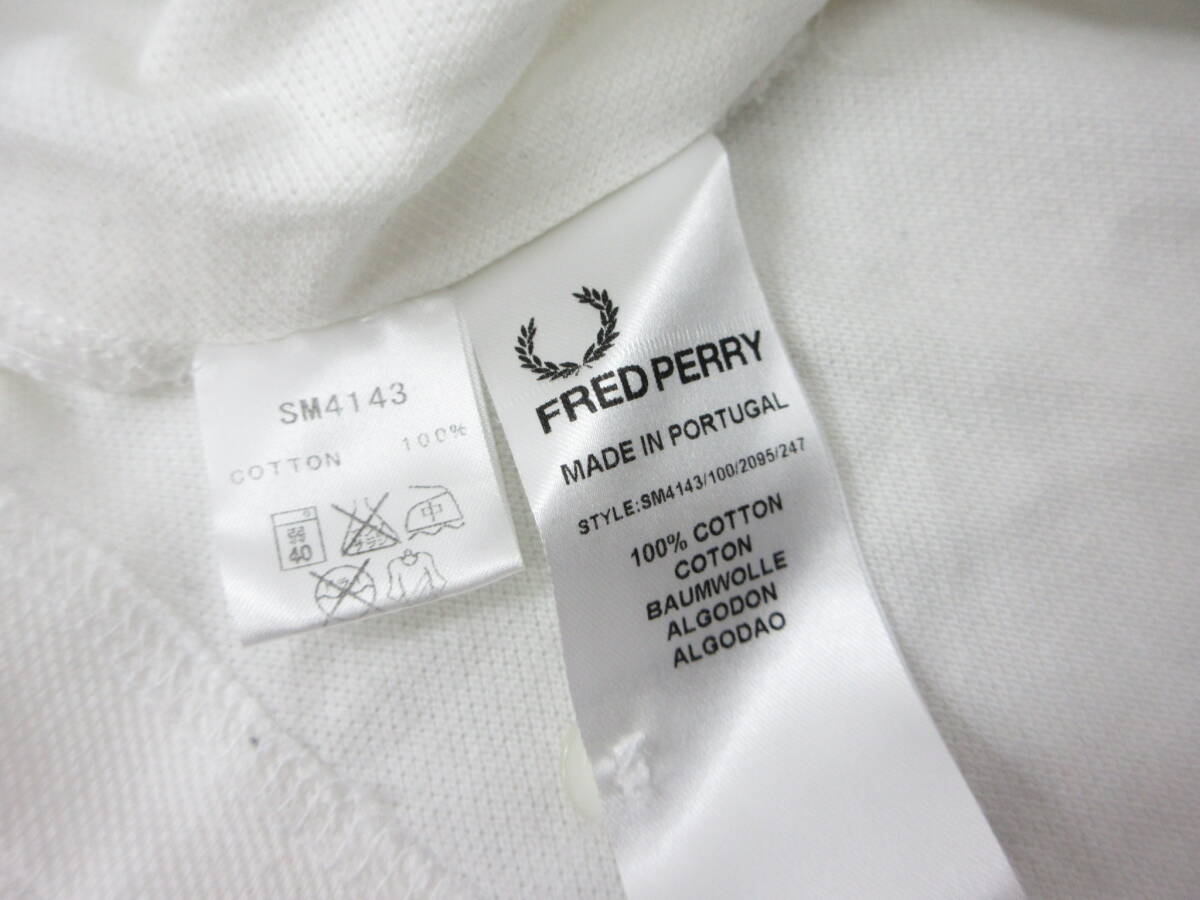 SM4143
COTTON 100%
弱
40
中
FRED PERRY
MADE IN PORTUGAL
STYLE:SM4143/100/2095/247
100% COTTON
COTON
BAUMWOLLE
ALGODON
ALGODAO